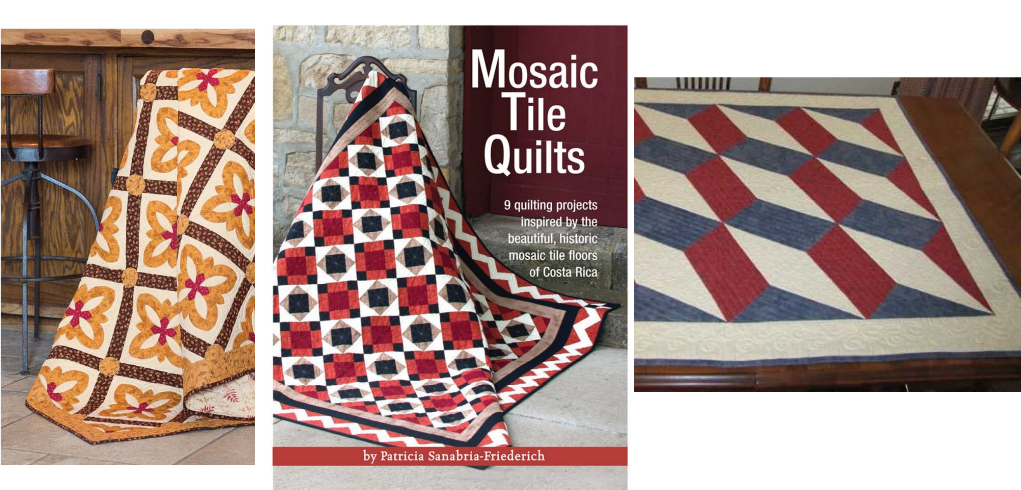 Mosaic
Tile
Quilts
9 quilting projects
inspired by the
beautiful, historic
mosaic tile floors
of Costa Rica
by Patricia Sanabria-Friederich